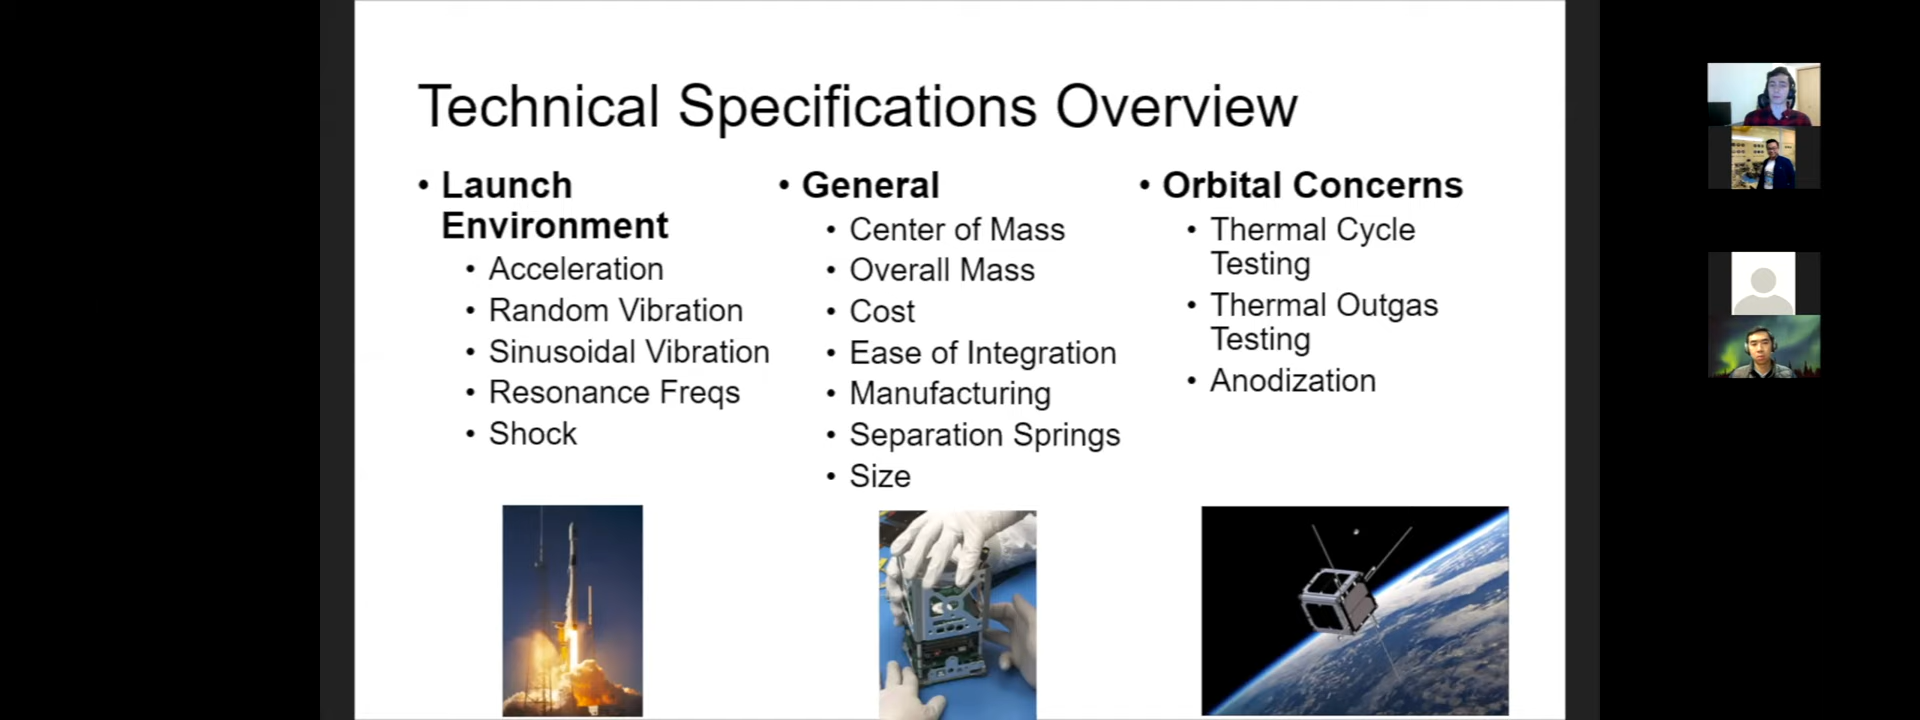 Technical Specifications Overview
• Launch
Environment
• Acceleration
• Random Vibration
• Sinusoidal Vibration
• Resonance Freqs
• Shock
• General
• Center of Mass
• Overall Mass
• Cost
• Ease of Integration
• Manufacturing
• Separation Springs
• Size
• Orbital Concerns
• Thermal Cycle
Testing
• Thermal Outgas
Testing
• Anodization